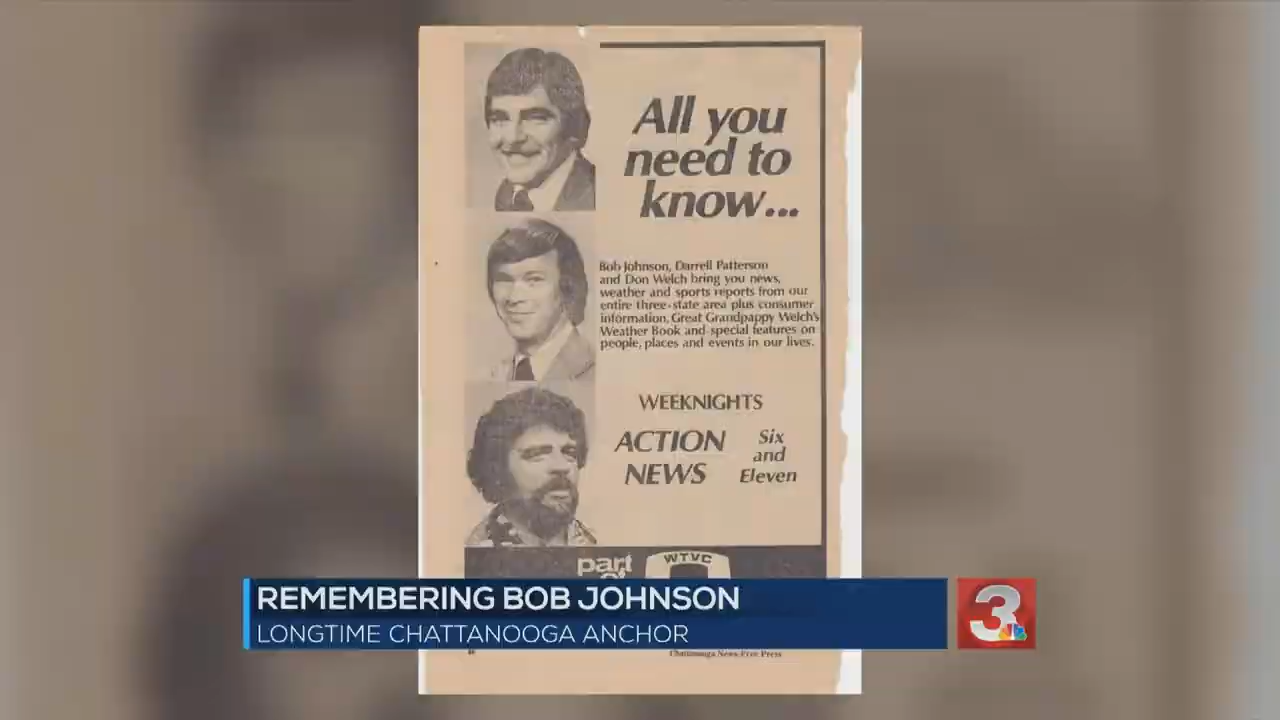 All you
need to
know...
Bob Johnson, Darrell Patterson
and Don Welch bring you news,
weather and sports reports from our
entire three-state area plus consumer
information, Great Grandpappy Welch's
Weather Book and special features on
people, places and events in our lives.
WEEKNIGHTS
ACTION
NEWS
Six
and
Eleven
part
of
WTVC
REMEMBERING BOB JOHNSON
LONGTIME CHATTANOOGA ANCHOR
3
Chattanooga News-Free Press